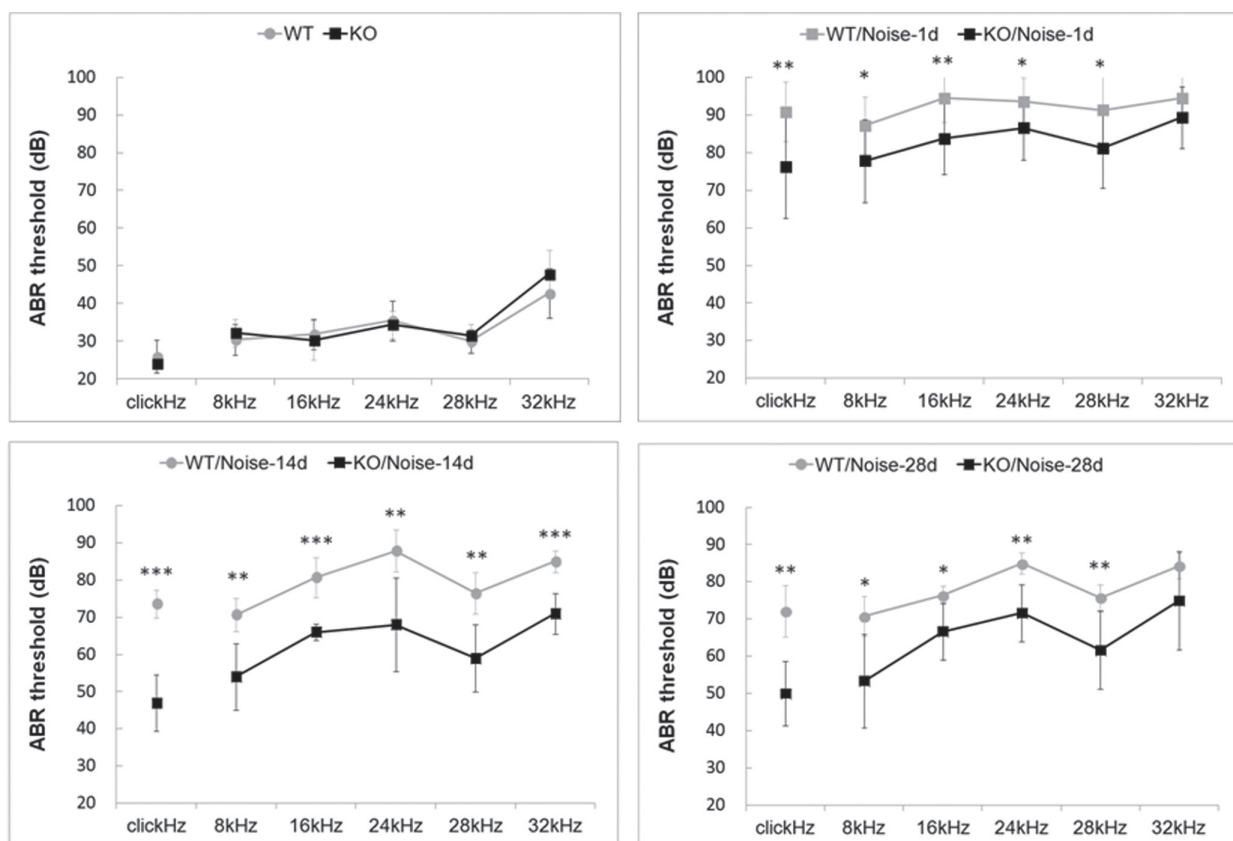 WT KO
ABR threshold (dB)
100
90
80
70
60
50
40
30
20
clickHz 8kHz 16kHz 24kHz 28kHz 32kHz
WT/Noise-1d KO/Noise-1d
** * ** * *
ABR threshold (dB)
100
90
80
70
60
50
40
30
20
clickHz 8kHz 16kHz 24kHz 28kHz 32kHz
WT/Noise-14d KO/Noise-14d
*** ** *** ** ** ***
ABR threshold (dB)
100
90
80
70
60
50
40
30
20
clickHz 8kHz 16kHz 24kHz 28kHz 32kHz
WT/Noise-28d KO/Noise-28d
** * * ** **
ABR threshold (dB)
100
90
80
70
60
50
40
30
20
clickHz 8kHz 16kHz 24kHz 28kHz 32kHz